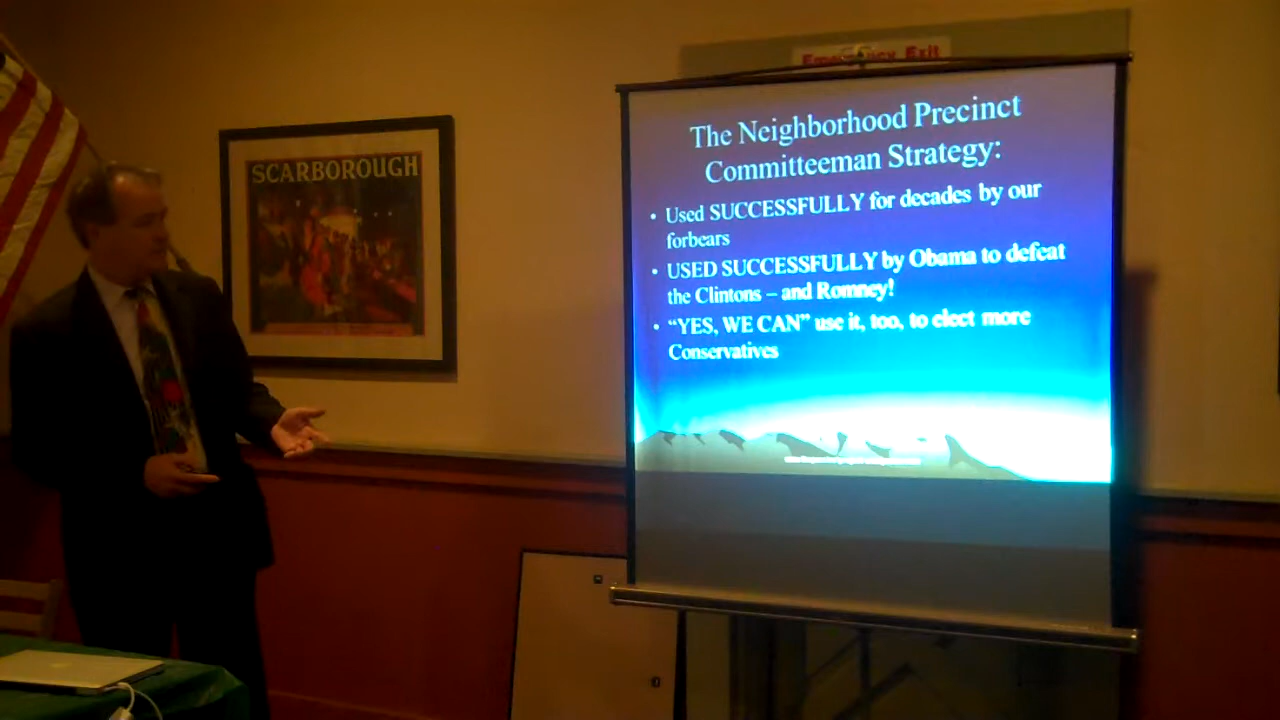 Emergency Exit
SCARBOROUGH
The Neighborhood Precinct
Committeeman Strategy:
• Used SUCCESSFULLY for decades by our
forbears
• USED SUCCESSFULLY by Obama to defeat
the Clintons – and Romney!
• “YES, WE CAN” use it, too, to elect more
Conservatives